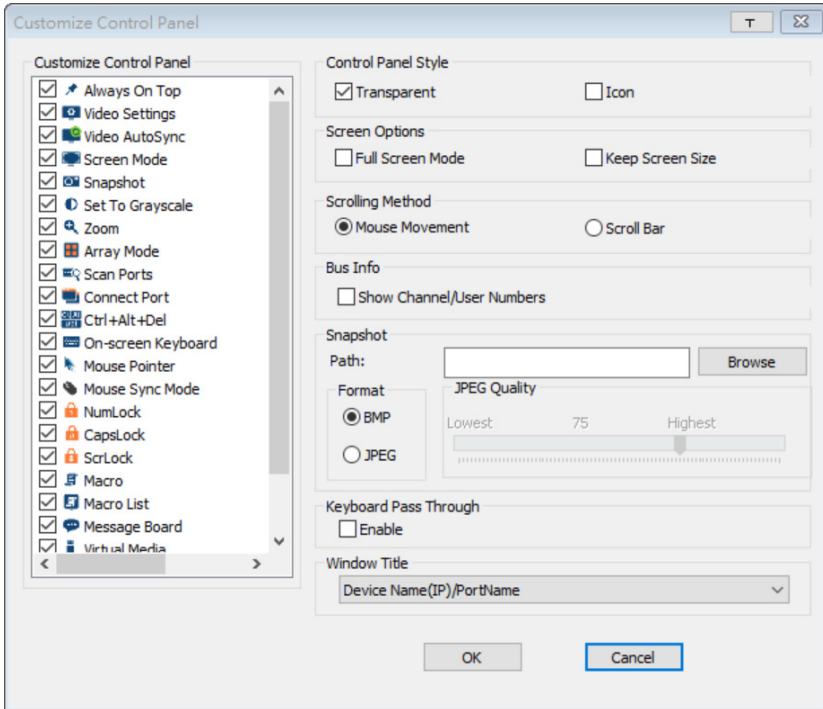 Customize Control Panel
T
Customize Control Panel
Always On Top
Video Settings
Video AutoSync
Screen Mode
Snapshot
Set To Grayscale
Zoom
Array Mode
Scan Ports
Connect Port
Ctrl+Alt+Del
On-screen Keyboard
Mouse Pointer
Mouse Sync Mode
NumLock
CapsLock
ScrLock
Macro
Macro List
Message Board
Virtual Media
Control Panel Style
Transparent Icon
Screen Options
Full Screen Mode Keep Screen Size
Scrolling Method
Mouse Movement Scroll Bar
Bus Info
Show Channel/User Numbers
Snapshot
Path: Browse
Format JPEG Quality
BMP Lowest 75 Highest
JPEG
Keyboard Pass Through
Enable
Window Title
Device Name(IP)/PortName
OK Cancel